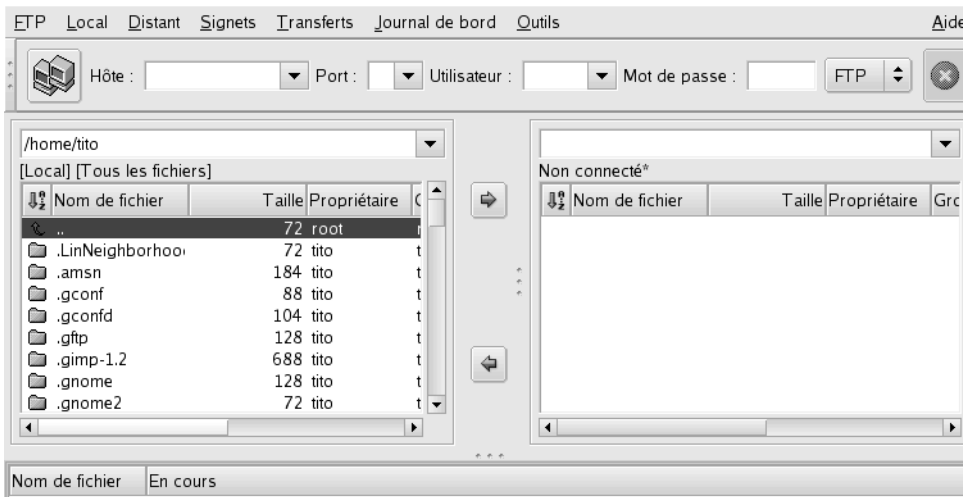 FTP Local Distant Signets Transferts Journal de bord Outils Aide
Hôte : Port : Utilisateur : Mot de passe : FTP
/home/tito
[Local] [Tous les fichiers]
Nom de fichier Taille Propriétaire
.. 72 root
.LinNeighborhoo 72 tito
.amsn 184 tito
.gconf 88 tito
.gconfd 104 tito
.gftp 128 tito
.gimp-1.2 688 tito
.gnome 128 tito
.gnome2 72 tito
Non connecté*
Nom de fichier Taille Propriétaire Gro
Nom de fichier En cours